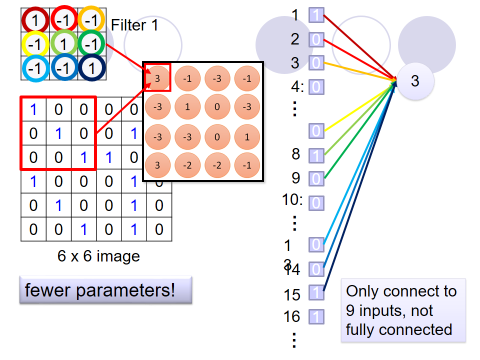 1 -1 -1
-1 1 -1
-1 -1 1
Filter 1
1 0 0 0 0
0 1 0 0 1
0 0 1 1 0
1 0 0 0 1 0
0 1 0 0 1 0
0 0 1 0 1 0
6 x 6 image
fewer parameters!
3 -1 -3 -1
-3 1 0 -3
-3 -3 0 1
3 -2 -2 -1
1 1
2 0
3 0
4: 0
⋮
0
8 1
9 0
10: 0
⋮
1
3 0
14 0
15 1
16 1
⋮
3
Only connect to
9 inputs, not
fully connected